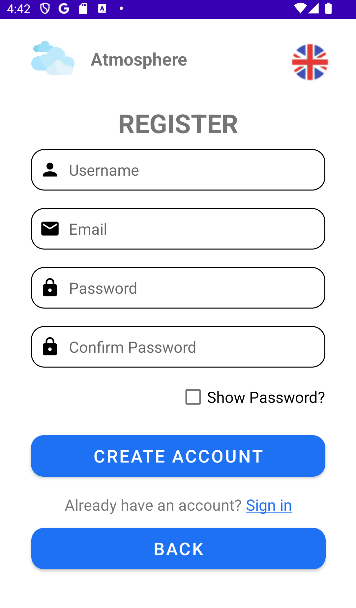 4:42
Atmosphere
REGISTER
Username
Email
Password
Confirm Password
Show Password?
CREATE ACCOUNT
Already have an account? Sign in
BACK